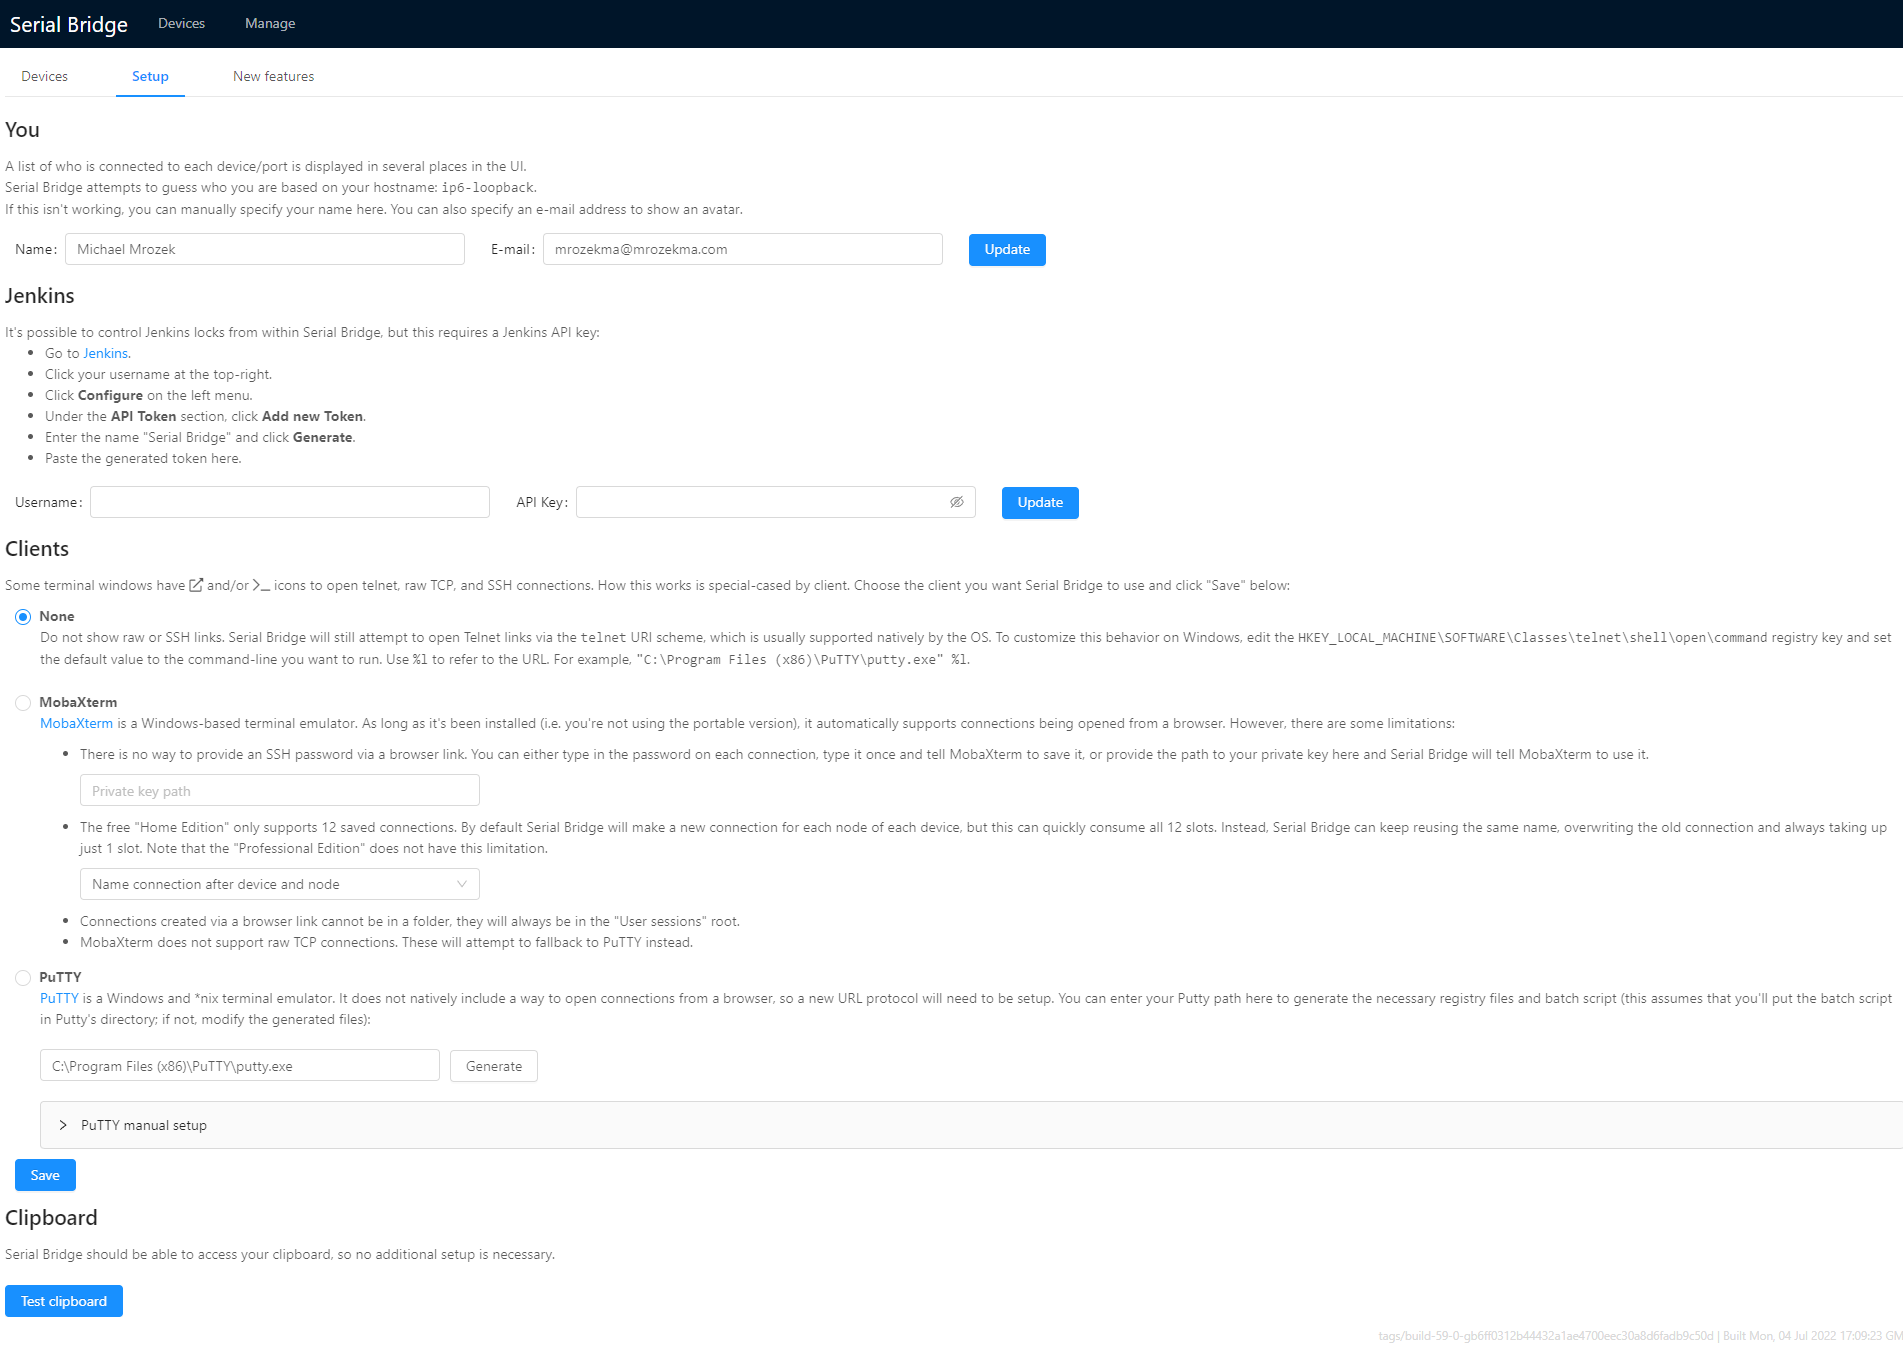 Serial Bridge Devices Manage
Devices Setup New features
You
A list of who is connected to each device/port is displayed in several places in the UI.
Serial Bridge attempts to guess who you are based on your hostname: ip6-loopback.
If this isn't working, you can manually specify your name here. You can also specify an e-mail address to show an avatar.
Name: Michael Mrozek E-mail: mrozekma@mrozekma.com Update
Jenkins
It's possible to control Jenkins locks from within Serial Bridge, but this requires a Jenkins API key:
• Go to Jenkins.
• Click your username at the top-right.
• Click Configure on the left menu.
• Under the API Token section, click Add new Token.
• Enter the name "Serial Bridge" and click Generate.
• Paste the generated token here.
Username: API Key: Update
Clients
Some terminal windows have and/or >_ icons to open telnet, raw TCP, and SSH connections. How this works is special-cased by client. Choose the client you want Serial Bridge to use and click "Save" below:
None
Do not show raw or SSH links. Serial Bridge will still attempt to open Telnet links via the telnet URI scheme, which is usually supported natively by the OS. To customize this behavior on Windows, edit the HKEY_LOCAL_MACHINE\SOFTWARE\Classes\telnet\shell\open\command registry key and set
the default value to the command-line you want to run. Use %l to refer to the URL. For example, "C:\Program Files (x86)\PuTTY\putty.exe" %l.
MobaXterm
MobaXterm is a Windows-based terminal emulator. As long as it's been installed (i.e. you're not using the portable version), it automatically supports connections being opened from a browser. However, there are some limitations:
• There is no way to provide an SSH password via a browser link. You can either type in the password on each connection, type it once and tell MobaXterm to save it, or provide the path to your private key here and Serial Bridge will tell MobaXterm to use it.
Private key path
• The free "Home Edition" only supports 12 saved connections. By default Serial Bridge will make a new connection for each node of each device, but this can quickly consume all 12 slots. Instead, Serial Bridge can keep reusing the same name, overwriting the old connection and always taking up
just 1 slot. Note that the "Professional Edition" does not have this limitation.
Name connection after device and node
• Connections created via a browser link cannot be in a folder, they will always be in the "User sessions" root.
• MobaXterm does not support raw TCP connections. These will attempt to fallback to PuTTY instead.
PuTTY
PuTTY is a Windows and *nix terminal emulator. It does not natively include a way to open connections from a browser, so a new URL protocol will need to be setup. You can enter your Putty path here to generate the necessary registry files and batch script (this assumes that you'll put the batch script
in Putty's directory; if not, modify the generated files):
C:\Program Files (x86)\PuTTY\putty.exe Generate
PuTTY manual setup
Save
Clipboard
Serial Bridge should be able to access your clipboard, so no additional setup is necessary.
Test clipboard
tags/build-59-0-gb6ff0312b44432a1ae4700eec30a8d6fadb9c50d | Built Mon, 04 Jul 2022 17:09:23 GM